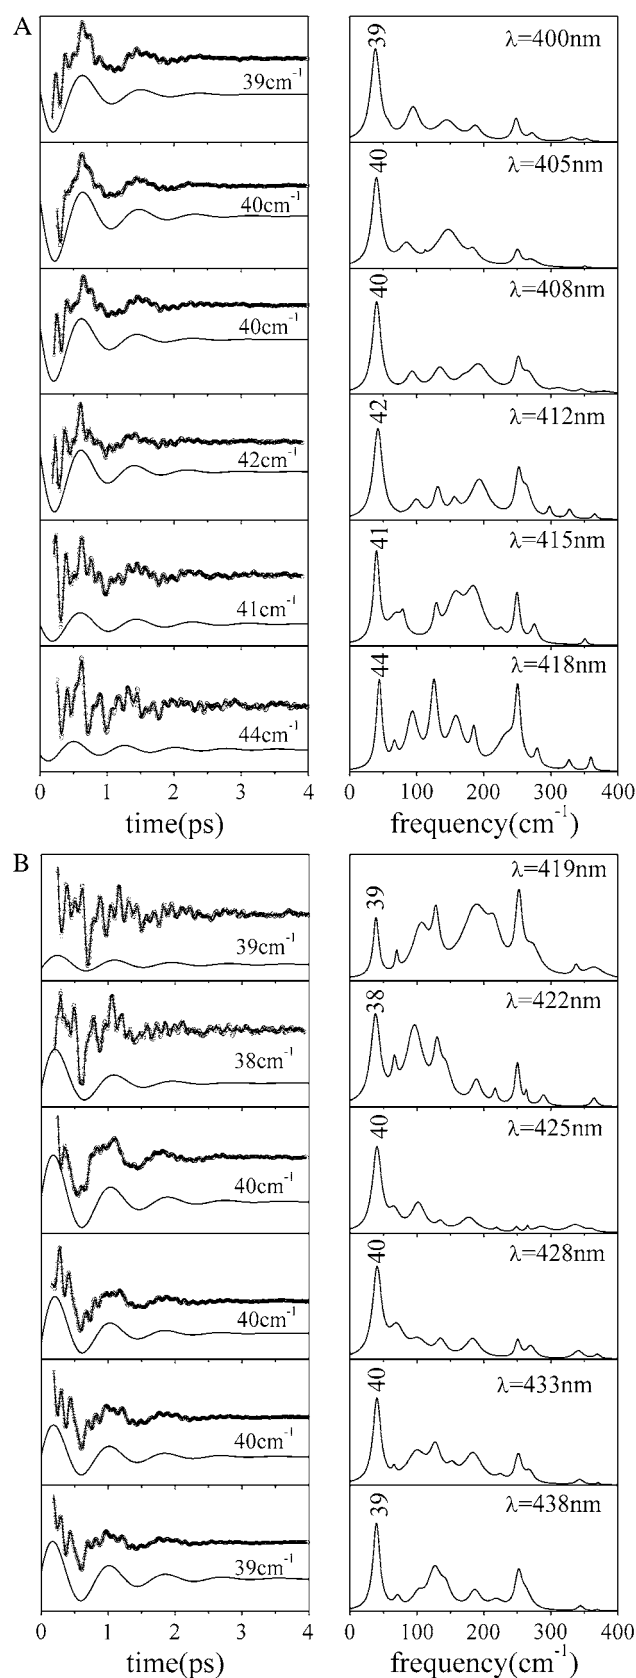 A
39cm⁻¹
39
λ=400nm
40cm⁻¹
40
λ=405nm
40cm⁻¹
40
λ=408nm
42cm⁻¹
42
λ=412nm
41cm⁻¹
41
λ=415nm
44cm⁻¹
44
λ=418nm
0 1 2 3 4
0 100 200 300 400
time(ps)
frequency(cm⁻¹)
B
39cm⁻¹
39
λ=419nm
38cm⁻¹
38
λ=422nm
40cm⁻¹
40
λ=425nm
40cm⁻¹
40
λ=428nm
40cm⁻¹
40
λ=433nm
39cm⁻¹
39
λ=438nm
0 1 2 3 4
0 100 200 300 400
time(ps)
frequency(cm⁻¹)